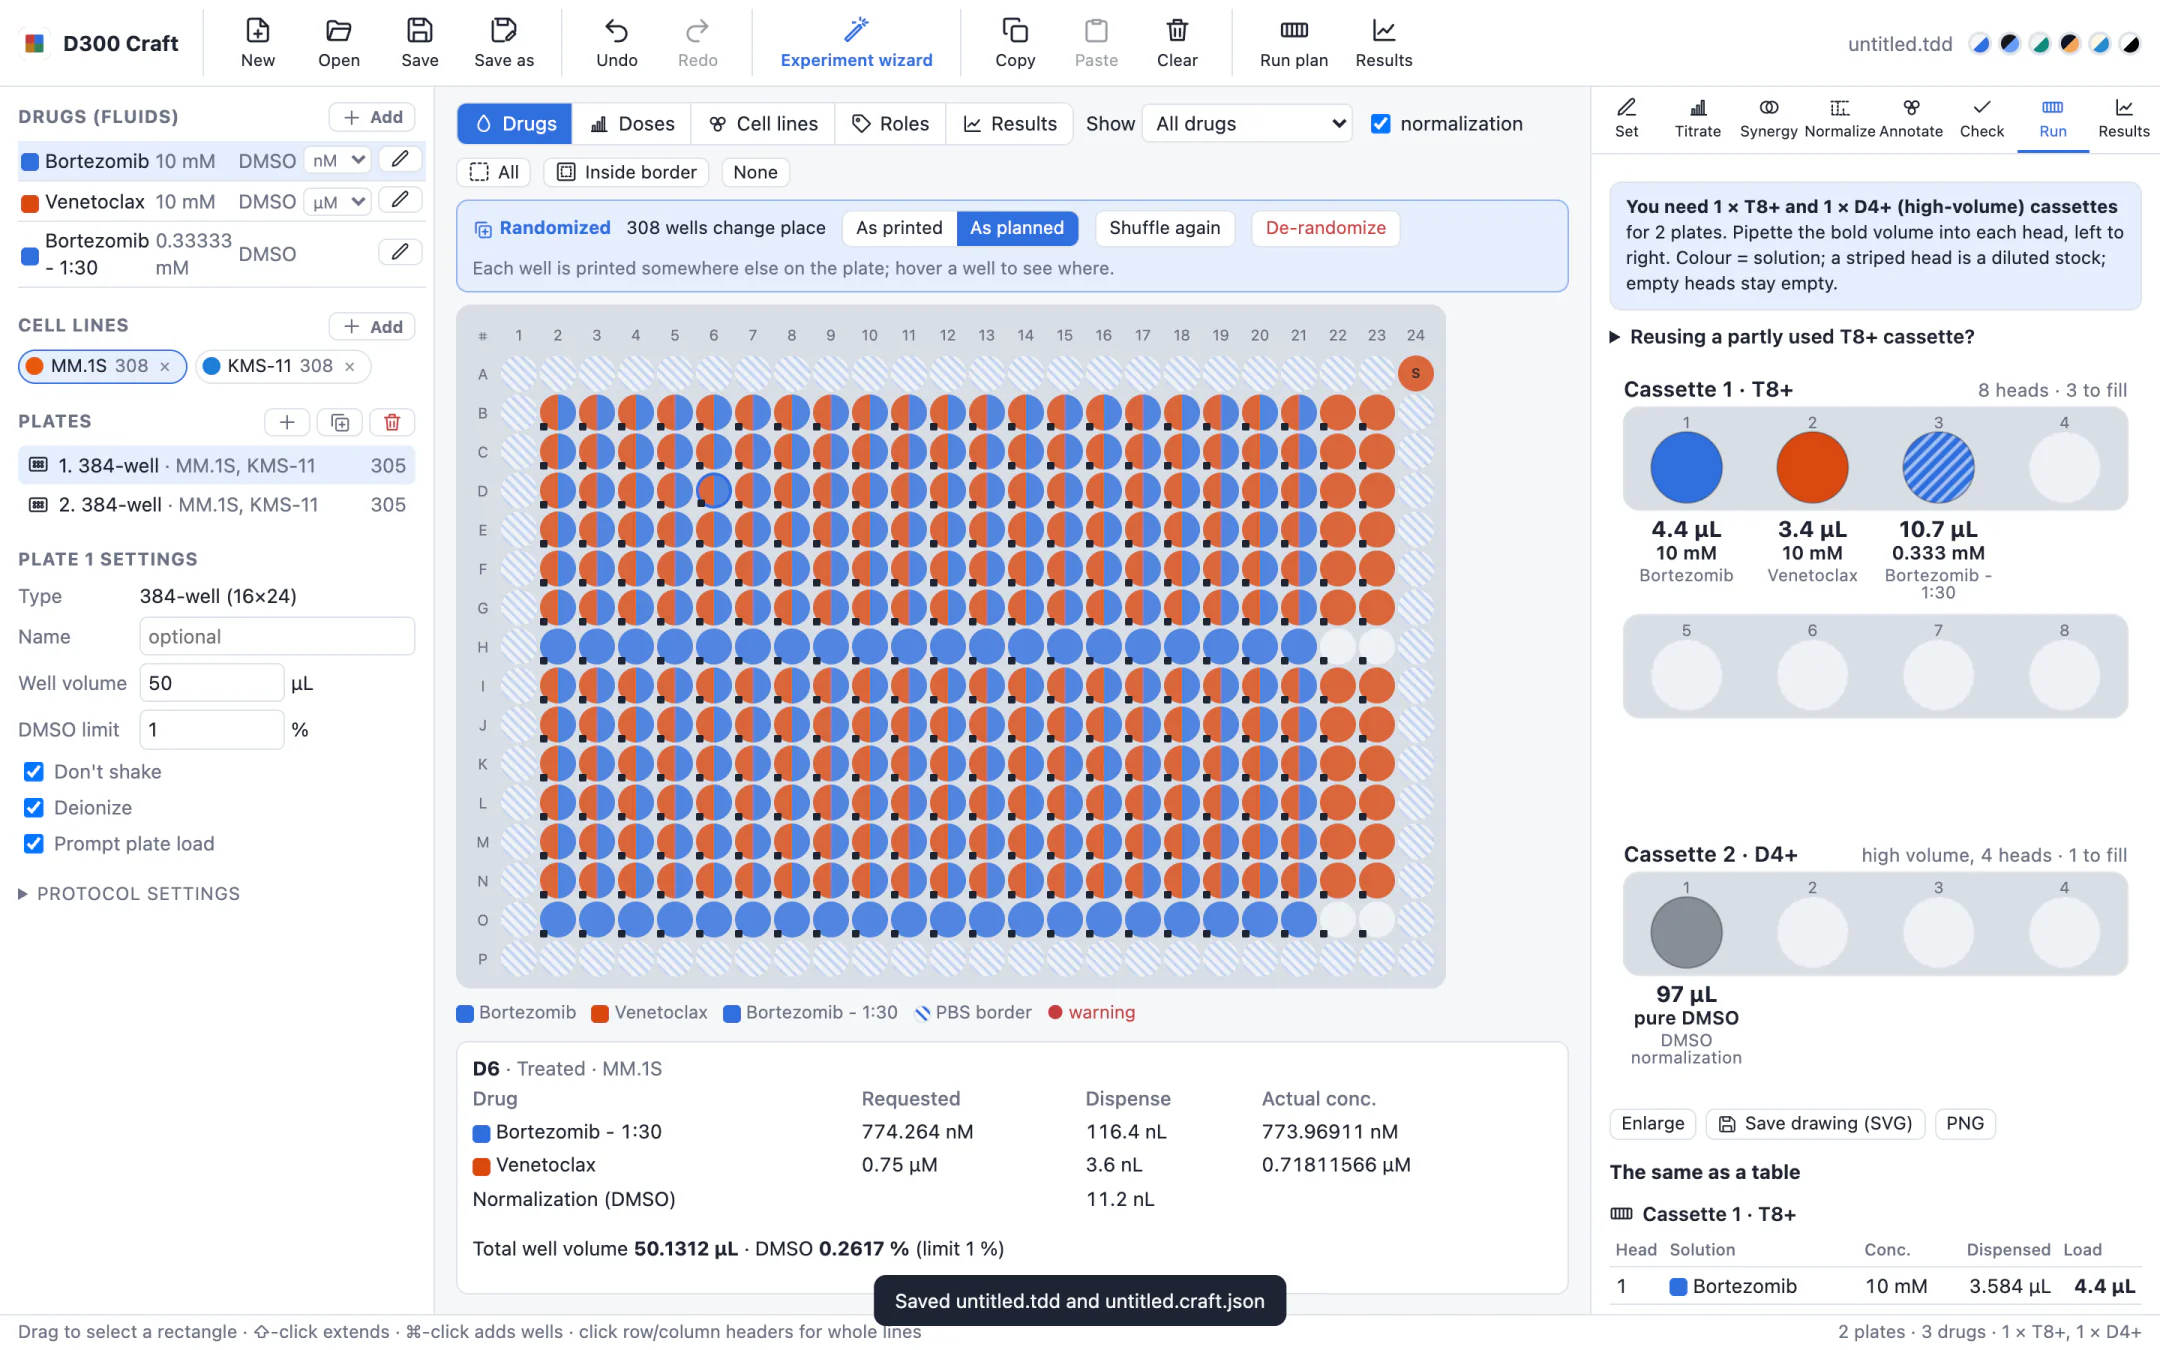 D300 Craft
New
Open
Save
Save as
Undo
Redo
Experiment wizard
Copy
Paste
Clear
Run plan
Results
untitled.tdd
DRUGS (FLUIDS)
Add
Bortezomib 10 mM DMSO nM
Venetoclax 10 mM DMSO µM
Bortezomib - 1:30 0.33333 mM DMSO
CELL LINES
Add
MM.1S 308 ×
KMS-11 308 ×
PLATES
1. 384-well · MM.1S, KMS-11 305
2. 384-well · MM.1S, KMS-11 305
PLATE 1 SETTINGS
Type 384-well (16×24)
Name optional
Well volume 50 µL
DMSO limit 1 %
Don't shake
Deionize
Prompt plate load
PROTOCOL SETTINGS
Drugs
Doses
Cell lines
Roles
Results
Show All drugs
normalization
All
Inside border
None
Randomized 308 wells change place
As printed
As planned
Shuffle again
De-randomize
Each well is printed somewhere else on the plate; hover a well to see where.
# 1 2 3 4 5 6 7 8 9 10 11 12 13 14 15 16 17 18 19 20 21 22 23 24
A S
B
C
D
E
F
G
H
I
J
K
L
M
N
O
P
Bortezomib Venetoclax Bortezomib - 1:30 PBS border warning
D6 · Treated · MM.1S
Drug Requested Dispense Actual conc.
Bortezomib - 1:30 774.264 nM 116.4 nL 773.96911 nM
Venetoclax 0.75 µM 3.6 nL 0.71811566 µM
Normalization (DMSO) 11.2 nL
Total well volume 50.1312 µL · DMSO 0.2617 % (limit 1 %)
Saved untitled.tdd and untitled.craft.json
Set
Titrate
Synergy
Normalize
Annotate
Check
Run
Results
You need 1 × T8+ and 1 × D4+ (high-volume) cassettes
for 2 plates. Pipette the bold volume into each head, left to
right. Colour = solution; a striped head is a diluted stock;
empty heads stay empty.
Reusing a partly used T8+ cassette?
Cassette 1 · T8+ 8 heads · 3 to fill
1 2 3 4
4.4 µL 3.4 µL 10.7 µL
10 mM 10 mM 0.333 mM
Bortezomib Venetoclax Bortezomib -
1:30
5 6 7 8
Cassette 2 · D4+ high volume, 4 heads · 1 to fill
1 2 3 4
97 µL
pure DMSO
DMSO
normalization
Enlarge
Save drawing (SVG)
PNG
The same as a table
Cassette 1 · T8+
Head Solution Conc. Dispensed Load
1 Bortezomib 10 mM 3.584 µL 4.4 µL
Drag to select a rectangle · ⇧-click extends · ⌘-click adds wells · click row/column headers for whole lines
2 plates · 3 drugs · 1 × T8+, 1 × D4+